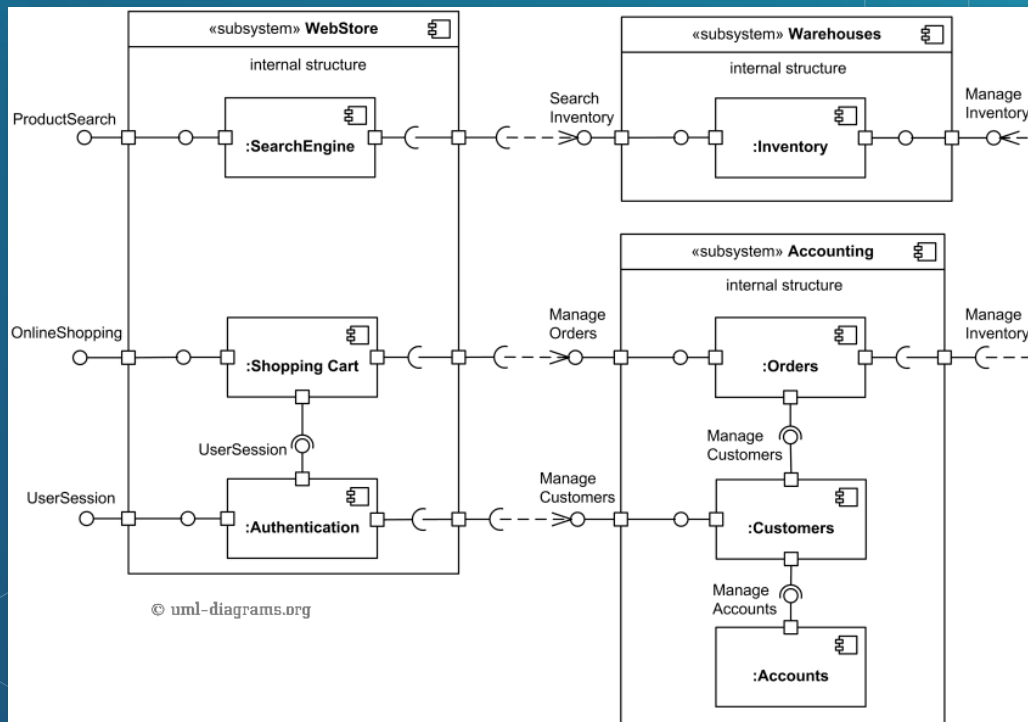 «subsystem» WebStore
internal structure
ProductSearch
:SearchEngine
Search
Inventory
«subsystem» Warehouses
internal structure
:Inventory
Manage
Inventory
OnlineShopping
:Shopping Cart
UserSession
UserSession
:Authentication
Manage
Orders
Manage
Customers
«subsystem» Accounting
internal structure
:Orders
Manage
Inventory
Manage
Customers
:Customers
Manage
Accounts
:Accounts
© uml-diagrams.org